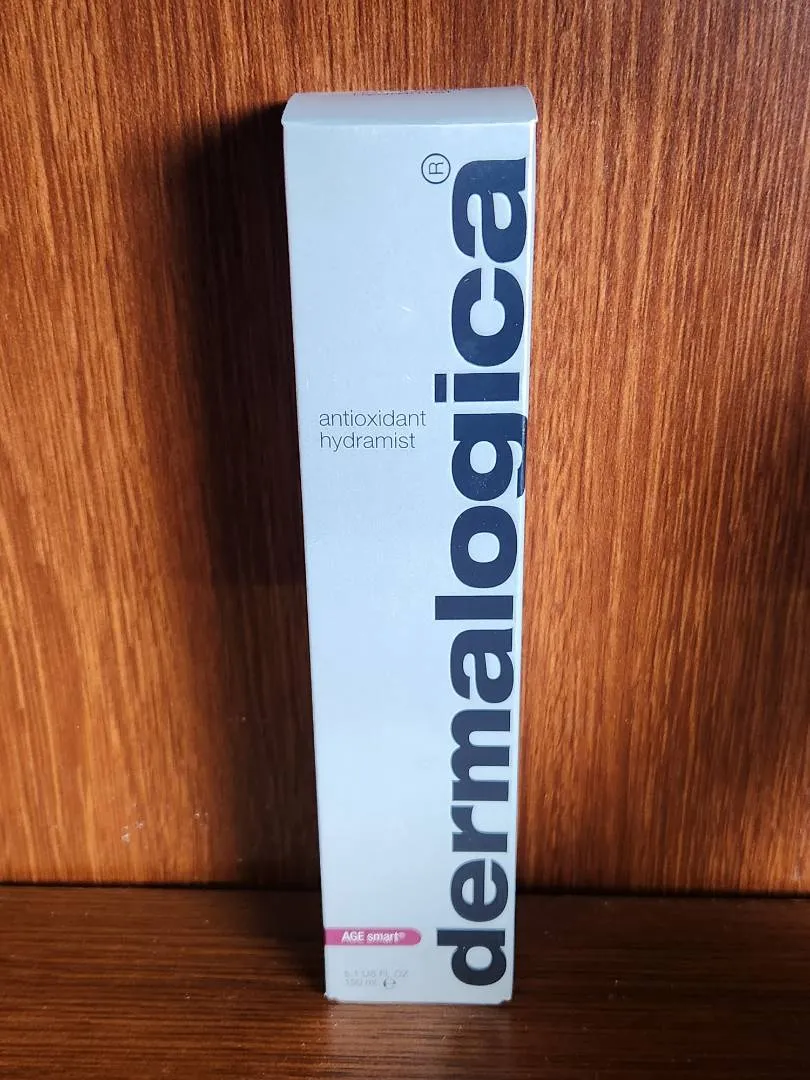 dermalogica®
antioxidant
hydramist
AGE smart®
5.1 US FL OZ
150 mL ℮